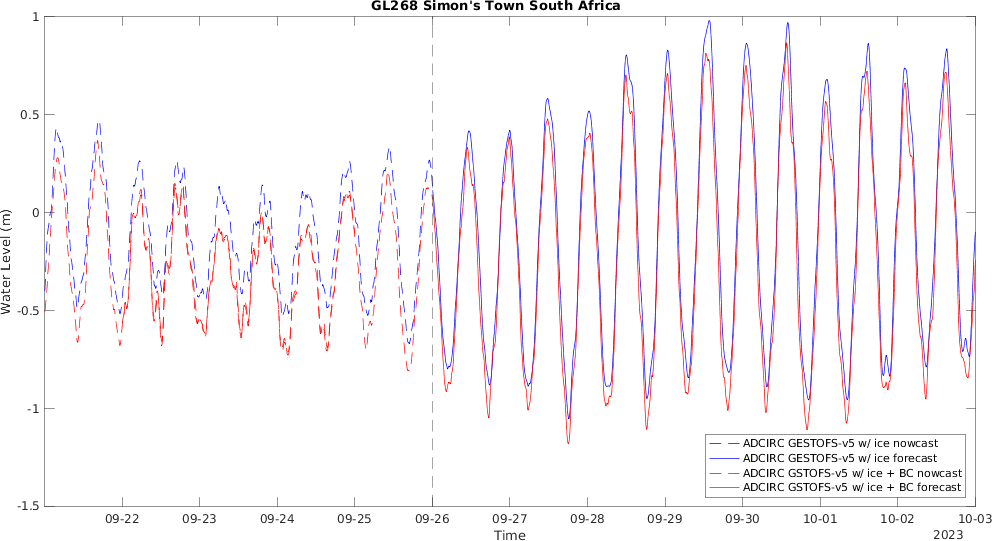 GL268 Simon's Town South Africa
Water Level (m)
1
0.5
0
-0.5
-1
-1.5
ADCIRC GESTOFS-v5 w/ ice nowcast
ADCIRC GESTOFS-v5 w/ ice forecast
ADCIRC GSTOFS-v5 w/ ice + BC nowcast
ADCIRC GSTOFS-v5 w/ ice + BC forecast
09-22 09-23 09-24 09-25 09-26 09-27 09-28 09-29 09-30 10-01 10-02 10-03
Time
2023